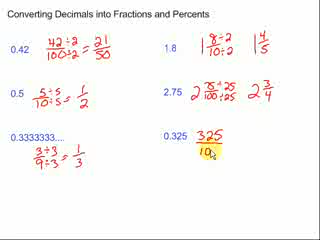 Converting Decimals into Fractions and Percents
0.42 42÷2/100÷2 = 21/50
0.5 5÷5/10÷5 = 1/2
0.3333333....
3÷3/9÷3 = 1/3
1.8 1 8÷2/10÷2 1 4/5
2.75 2 75÷25/100÷25 2 3/4
0.325 325/10